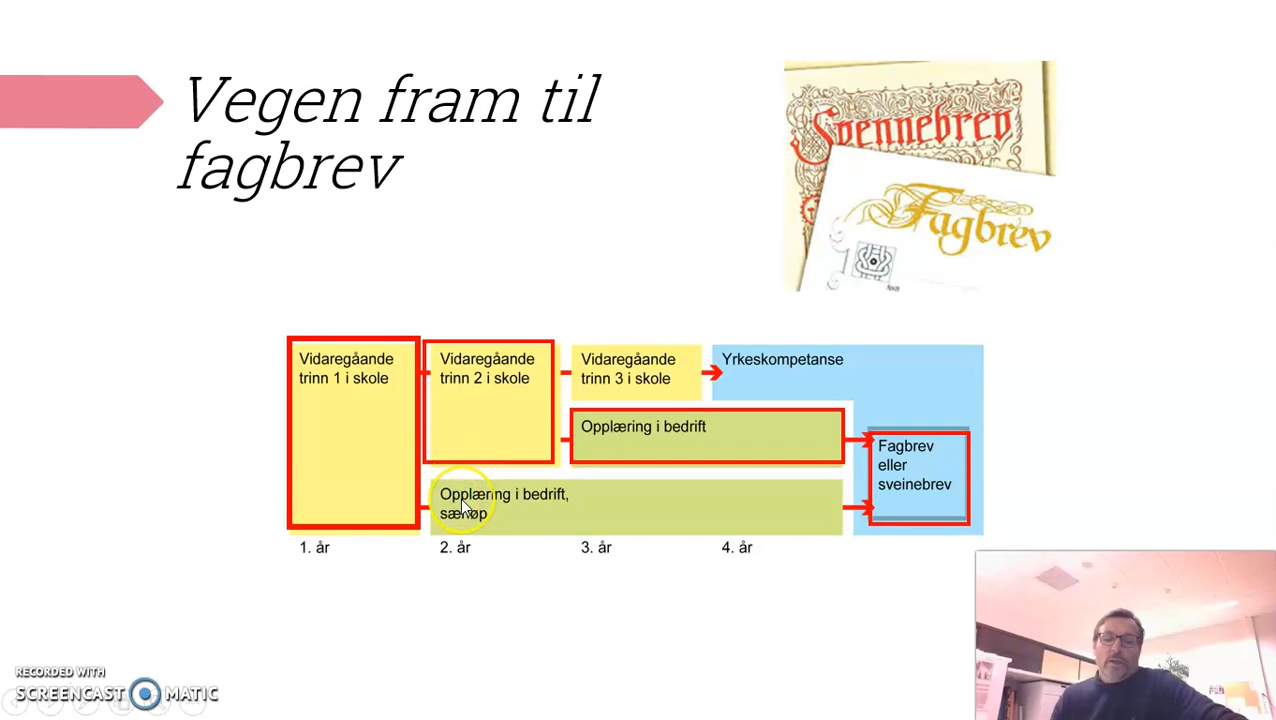 Vegen fram til
fagbrev
Svennebrev
Fagbrev
Vidaregåande
trinn 1 i skole
Vidaregåande
trinn 2 i skole
Vidaregåande
trinn 3 i skole
Yrkeskompetanse
Opplæring i bedrift
Fagbrev
eller
sveinebrev
Opplæring i bedrift,
særløp
1. år
2. år
3. år
4. år
RECORDED WITH
SCREENCAST MATIC